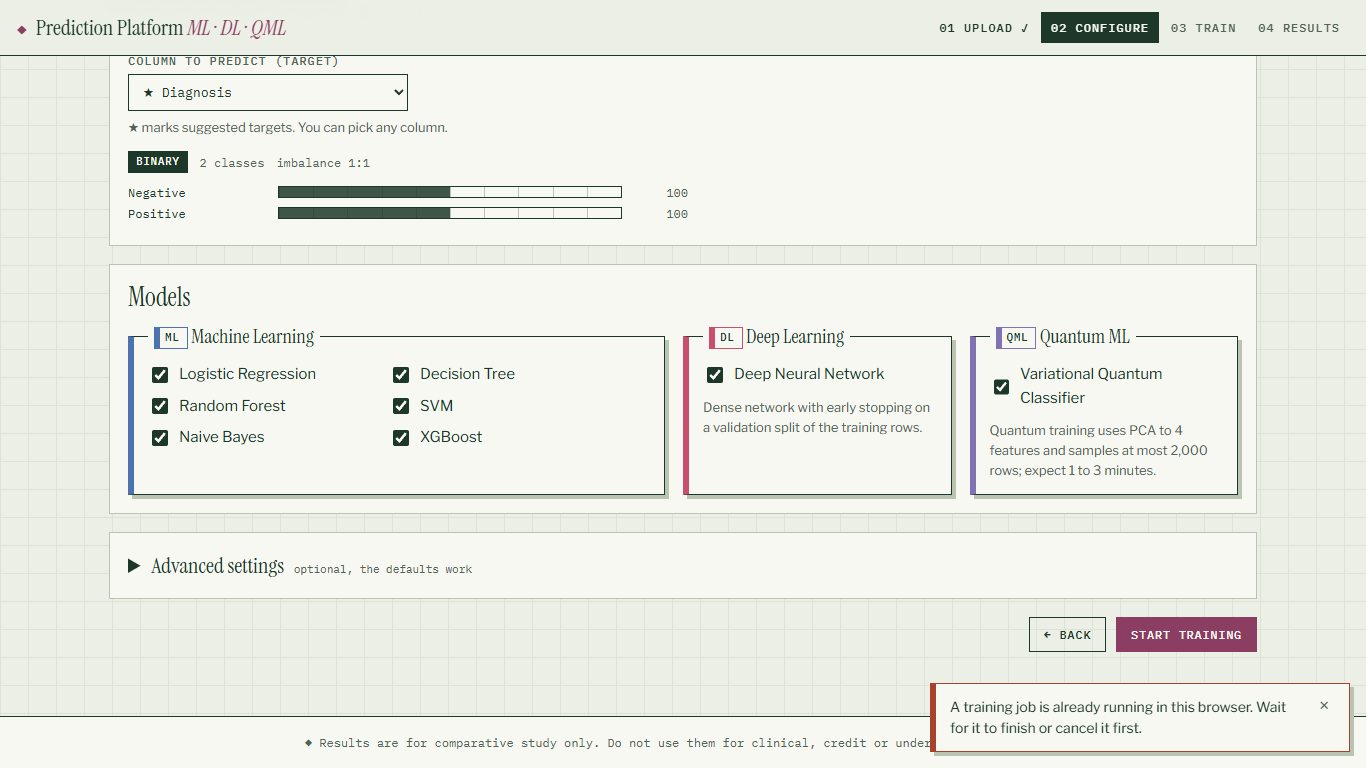 ◆ Prediction Platform ML · DL · QML
01 UPLOAD ✓ 02 CONFIGURE 03 TRAIN 04 RESULTS
COLUMN TO PREDICT (TARGET)
★ Diagnosis
★ marks suggested targets. You can pick any column.
BINARY 2 classes imbalance 1:1
Negative 100
Positive 100
Models
ML Machine Learning
Logistic Regression
Decision Tree
Random Forest
SVM
Naive Bayes
XGBoost
DL Deep Learning
Deep Neural Network
Dense network with early stopping on
a validation split of the training rows.
QML Quantum ML
Variational Quantum
Classifier
Quantum training uses PCA to 4
features and samples at most 2,000
rows; expect 1 to 3 minutes.
▶ Advanced settings optional, the defaults work
← BACK
START TRAINING
A training job is already running in this browser. Wait ×
for it to finish or cancel it first.
◆ Results are for comparative study only. Do not use them for clinical, credit or under